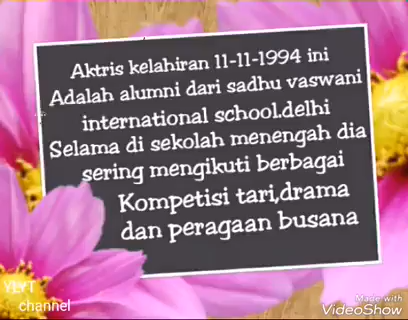 Aktris kelahiran 11-11-1994 ini
Adalah alumni dari sadhu vaswani
international school.delhi
Selama di sekolah menengah dia
sering mengikuti berbagai
Kompetisi tari,drama
dan peragaan busana
YLYT
channel
Made with
VideoShow